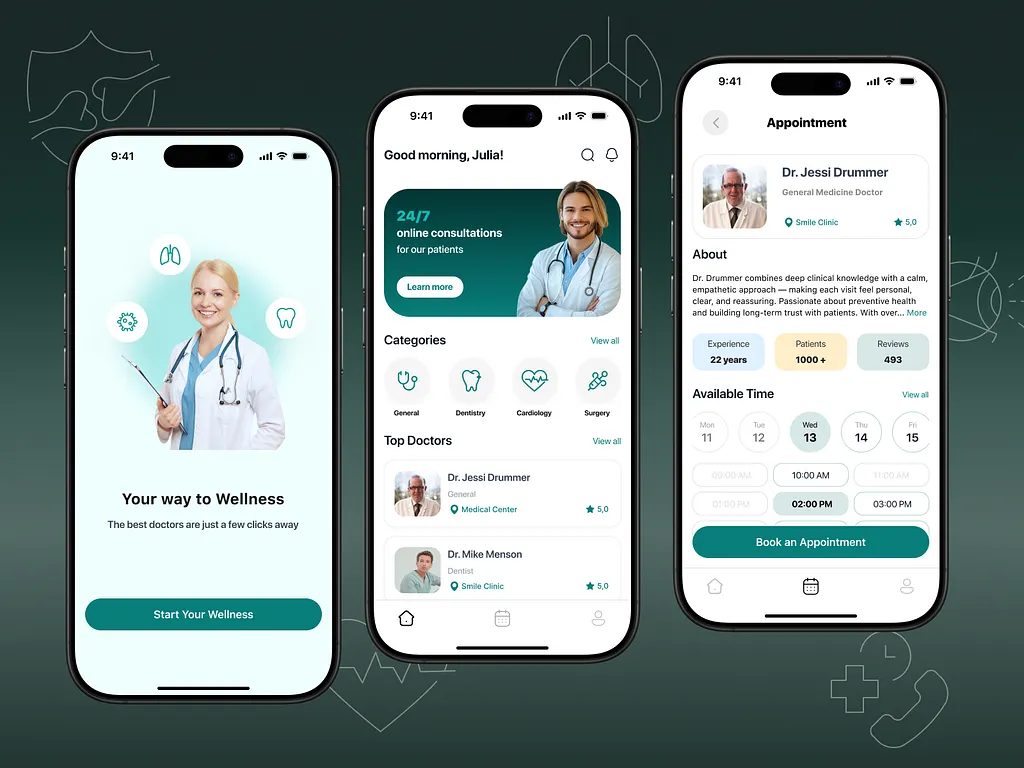 9:41
Your way to Wellness
The best doctors are just a few clicks away
Start Your Wellness
9:41
Good morning, Julia!
24/7
online consultations
for our patients
Learn more
Categories View all
General Dentistry Cardiology Surgery
Top Doctors View all
Dr. Jessi Drummer
General
Medical Center 5,0
Dr. Mike Menson
Dentist
Smile Clinic 5,0
9:41
Appointment
Dr. Jessi Drummer
General Medicine Doctor
Smile Clinic 5,0
About
Dr. Drummer combines deep clinical knowledge with a calm,
empathetic approach — making each visit feel personal,
clear, and reassuring. Passionate about preventive health
and building long-term trust with patients. With over... More
Experience Patients Reviews
22 years 1000 + 493
Available Time View all
Mon Tue Wed Thu Fri
11 12 13 14 15
09:00 AM 10:00 AM 11:00 AM
01:00 PM 02:00 PM 03:00 PM
Book an Appointment